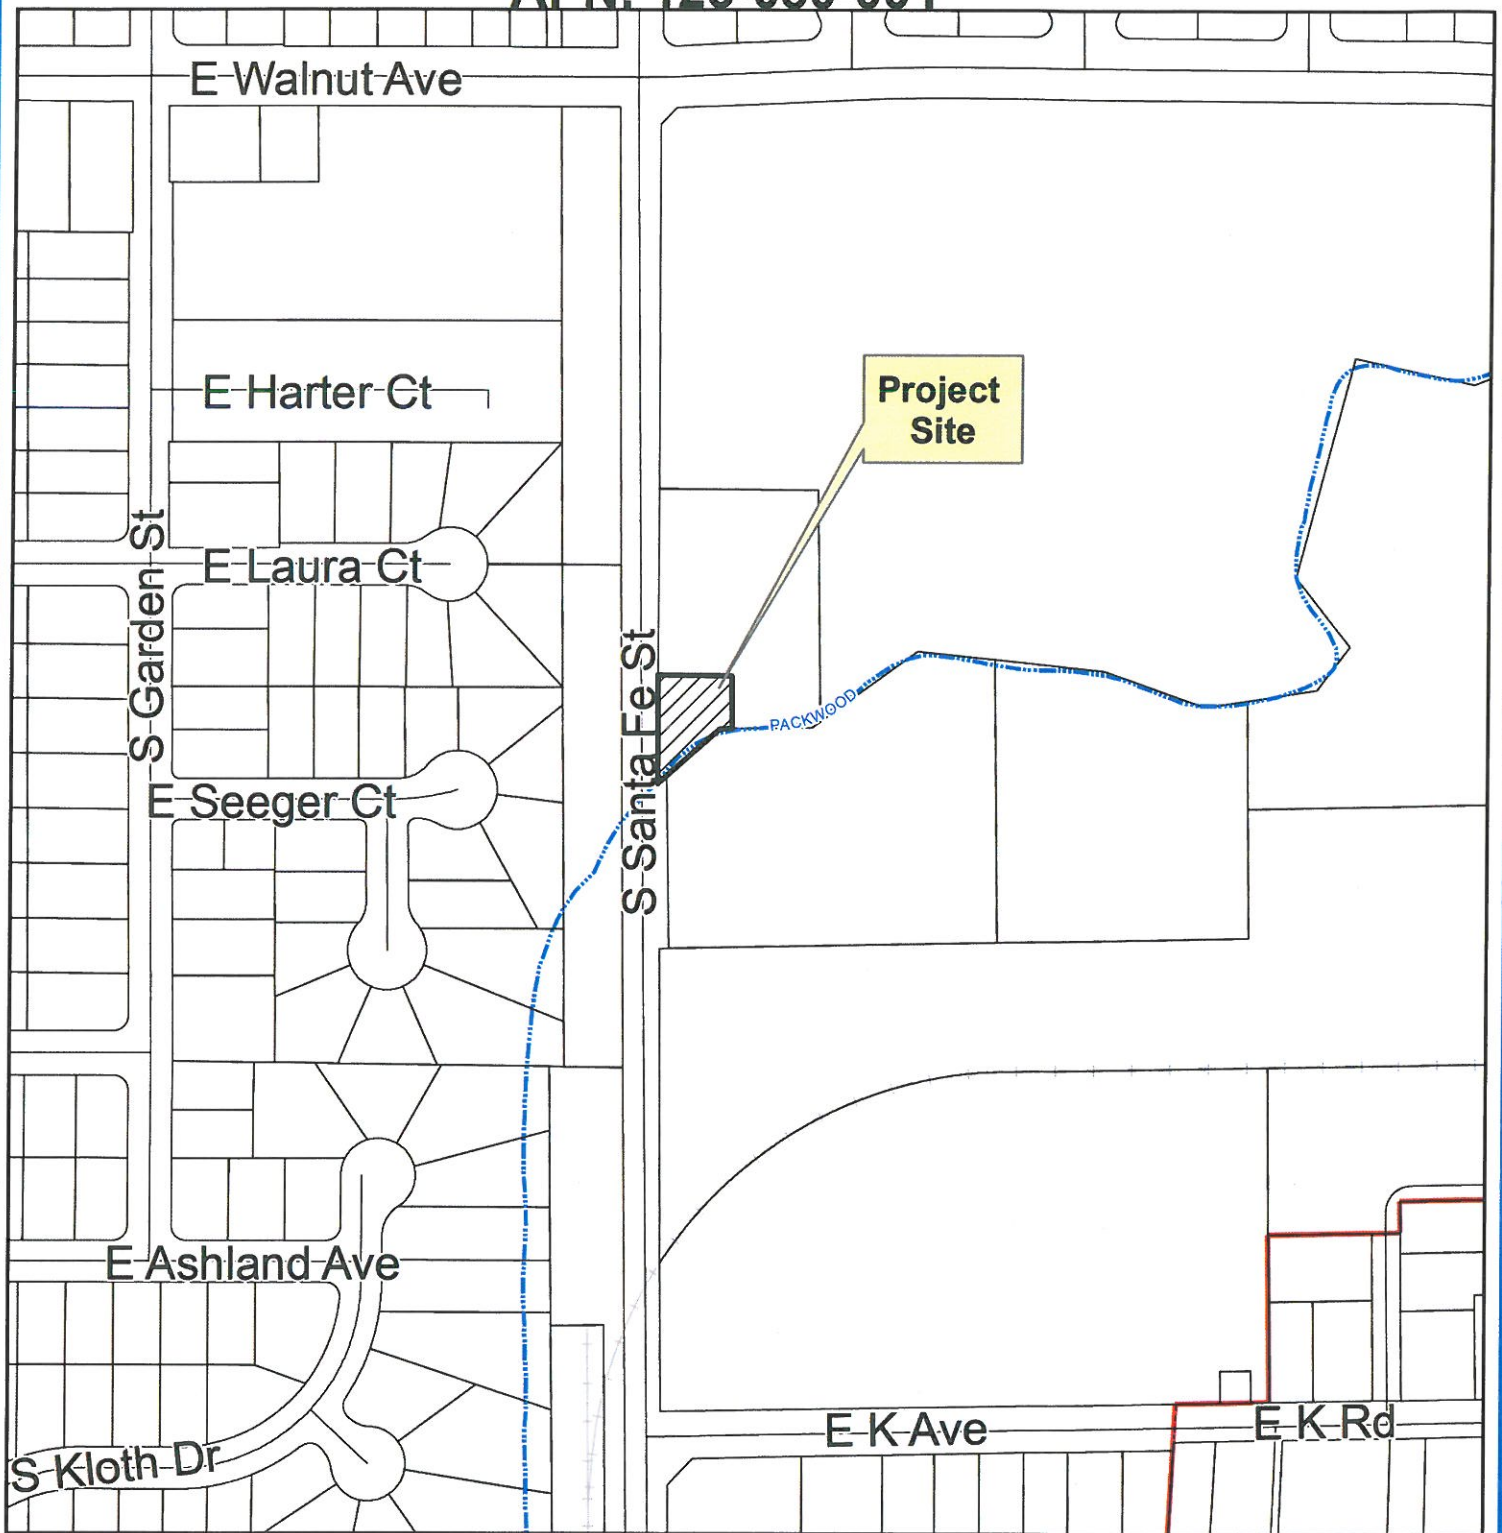 E Walnut Ave
Project
Site
E Harter Ct
S Garden St
E Laura Ct
S Santa Fe St
PACKWOOD
E Seeger Ct
E Ashland Ave
E K Ave
E K Rd
S Kloth Dr